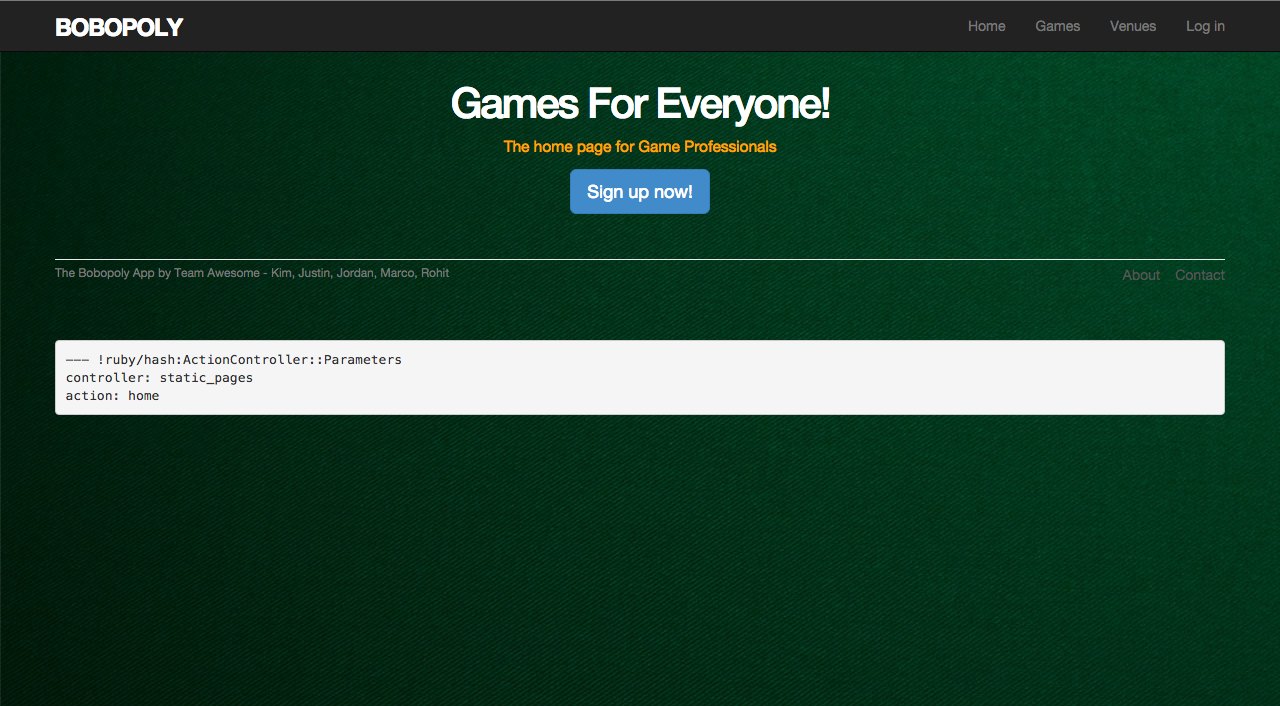 BOBOPOLY Home Games Venues Log in
Games For Everyone!
The home page for Game Professionals
Sign up now!
The Bobopoly App by Team Awesome - Kim, Justin, Jordan, Marco, Rohit About Contact
--- !ruby/hash:ActionController::Parameters
controller: static_pages
action: home